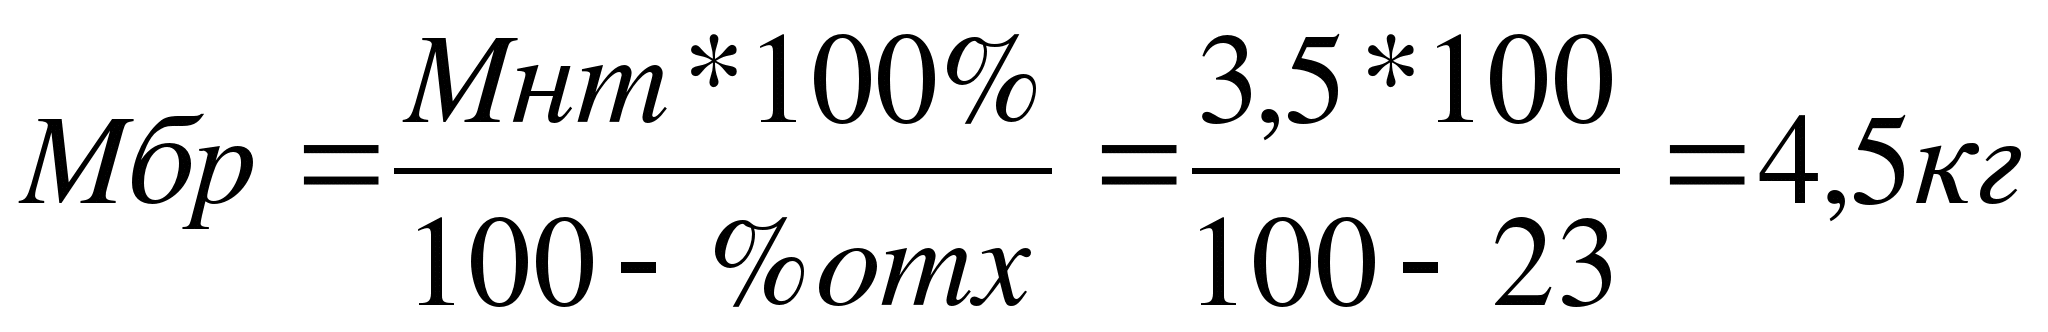 Мбр = Мнт*100% / 100 - %отх = 3,5*100 / 100 - 23 = 4,5кг